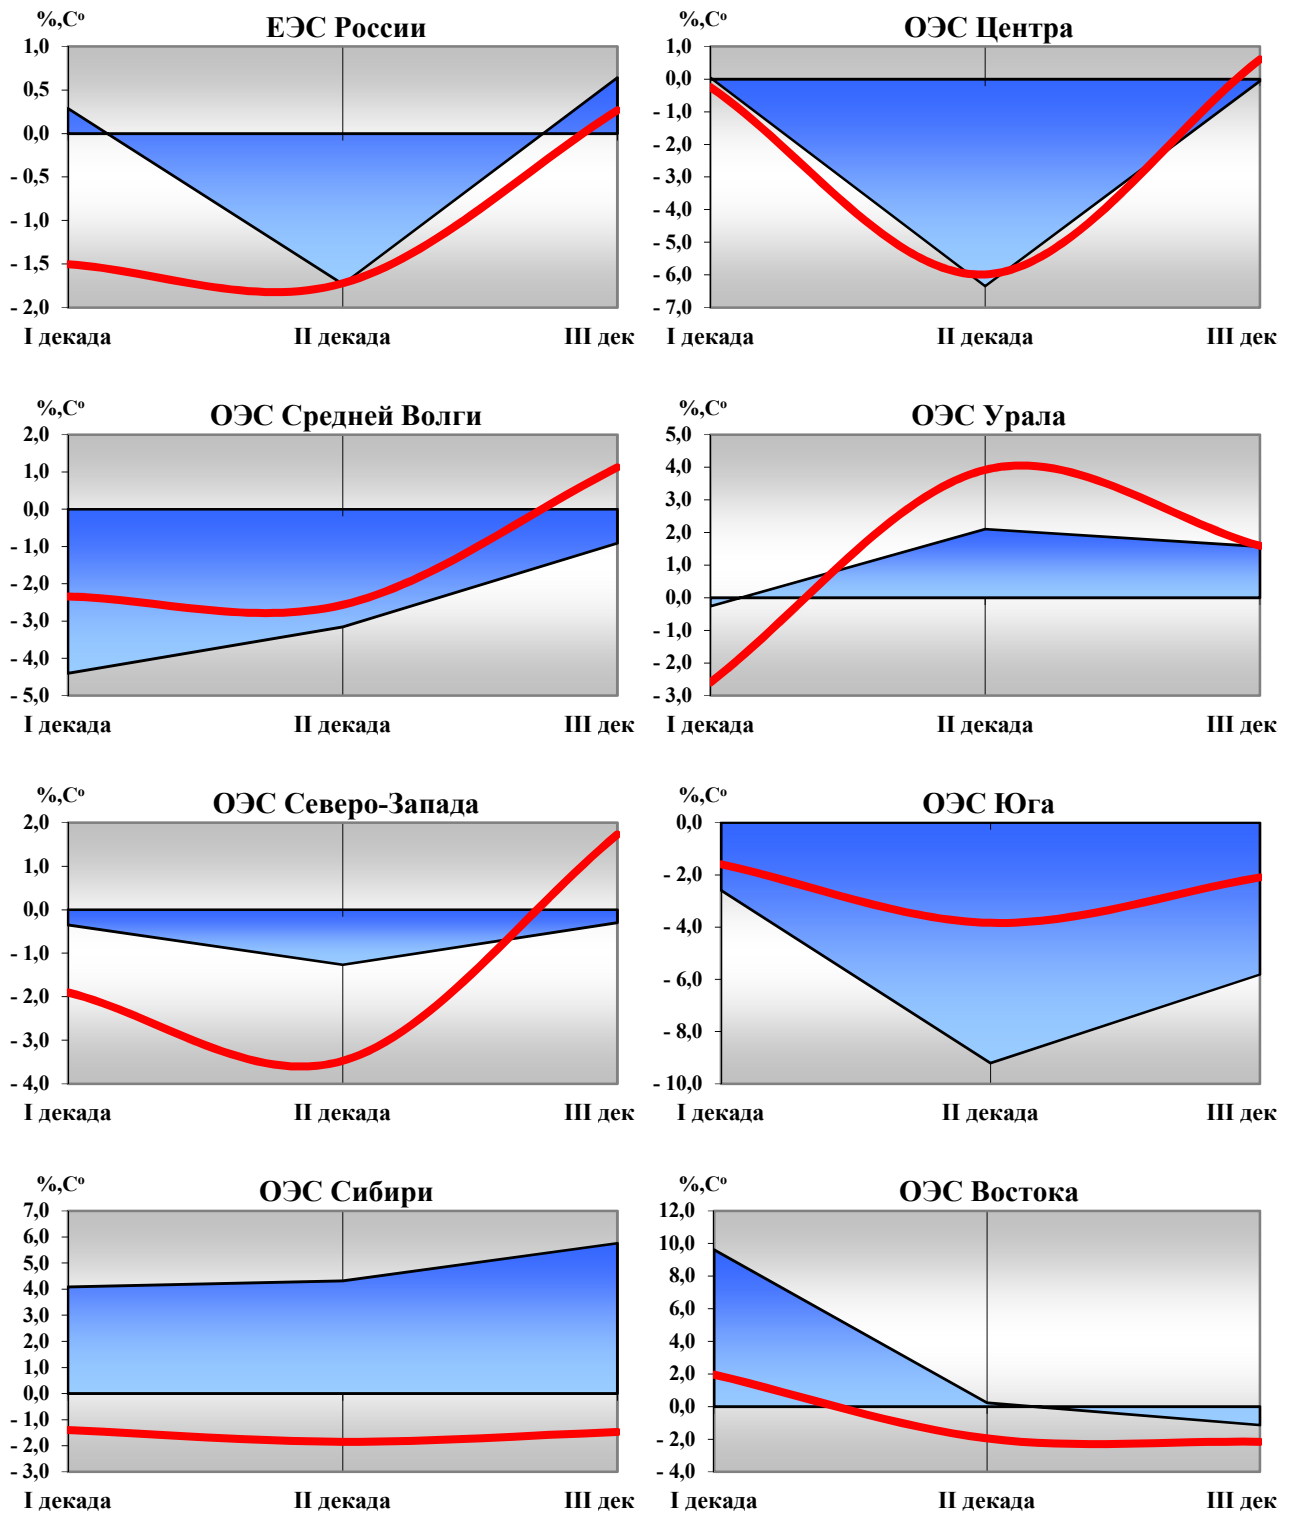 %,Cº
ЕЭС России
1,0
0,5
0,0
- 0,5
- 1,0
- 1,5
- 2,0
I декада
II декада
III дек
%,Cº
ОЭС Центра
1,0
0,0
- 1,0
- 2,0
- 3,0
- 4,0
- 5,0
- 6,0
- 7,0
I декада
II декада
III дек
%,Cº
ОЭС Средней Волги
2,0
1,0
0,0
- 1,0
- 2,0
- 3,0
- 4,0
- 5,0
I декада
II декада
III дек
%,Cº
ОЭС Урала
5,0
4,0
3,0
2,0
1,0
0,0
- 1,0
- 2,0
- 3,0
I декада
II декада
III дек
%,Cº
ОЭС Северо-Запада
2,0
1,0
0,0
- 1,0
- 2,0
- 3,0
- 4,0
I декада
II декада
III дек
%,Cº
ОЭС Юга
0,0
- 2,0
- 4,0
- 6,0
- 8,0
- 10,0
I декада
II декада
III дек
%,Cº
ОЭС Сибири
7,0
6,0
5,0
4,0
3,0
2,0
1,0
0,0
- 1,0
- 2,0
- 3,0
I декада
II декада
III дек
%,Cº
ОЭС Востока
12,0
10,0
8,0
6,0
4,0
2,0
0,0
- 2,0
- 4,0
I декада
II декада
III дек